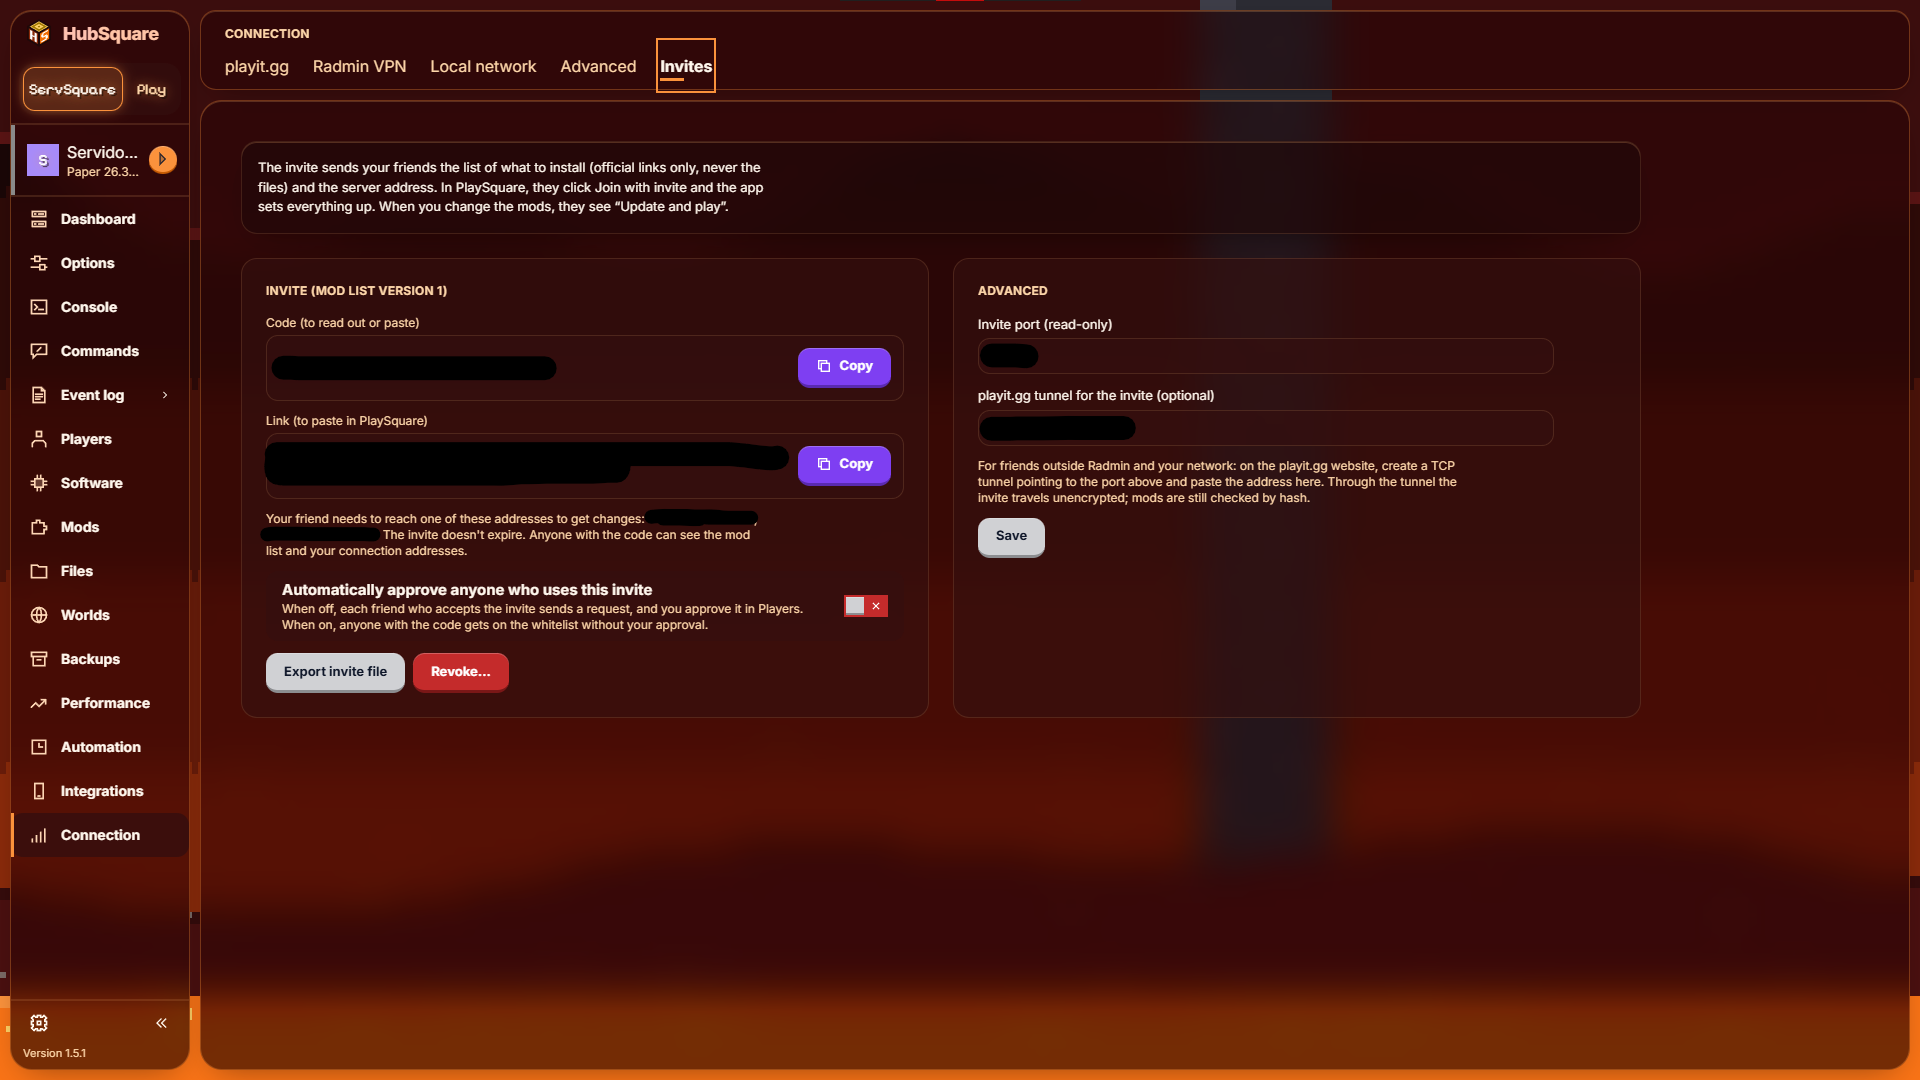 HubSquare
ServSquare
Play
S
Servido...
Paper 26.3...
Dashboard
Options
Console
Commands
Event log
Players
Software
Mods
Files
Worlds
Backups
Performance
Automation
Integrations
Connection
Version 1.5.1
CONNECTION
playit.gg
Radmin VPN
Local network
Advanced
Invites
The invite sends your friends the list of what to install (official links only, never the
files) and the server address. In PlaySquare, they click Join with invite and the app
sets everything up. When you change the mods, they see “Update and play”.
INVITE (MOD LIST VERSION 1)
Code (to read out or paste)
Copy
Link (to paste in PlaySquare)
Copy
Your friend needs to reach one of these addresses to get changes:
The invite doesn't expire. Anyone with the code can see the mod
list and your connection addresses.
Automatically approve anyone who uses this invite
When off, each friend who accepts the invite sends a request, and you approve it in Players.
When on, anyone with the code gets on the whitelist without your approval.
Export invite file
Revoke...
ADVANCED
Invite port (read-only)
playit.gg tunnel for the invite (optional)
For friends outside Radmin and your network: on the playit.gg website, create a TCP
tunnel pointing to the port above and paste the address here. Through the tunnel the
invite travels unencrypted; mods are still checked by hash.
Save